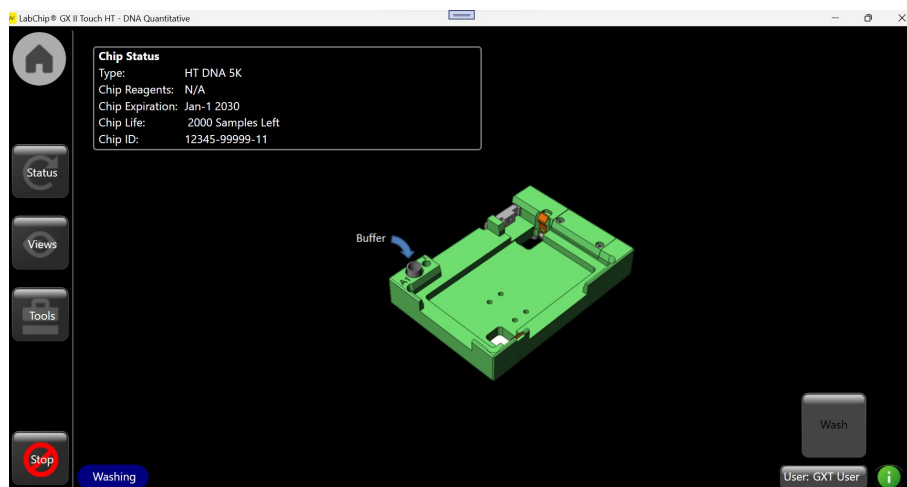 LabChip® GX II Touch HT - DNA Quantitative
Chip Status
Type: HT DNA 5K
Chip Reagents: N/A
Chip Expiration: Jan-1 2030
Chip Life: 2000 Samples Left
Chip ID: 12345-99999-11
Status
Views
Buffer
Tools
Wash
Stop
Washing
User: GXT User
i